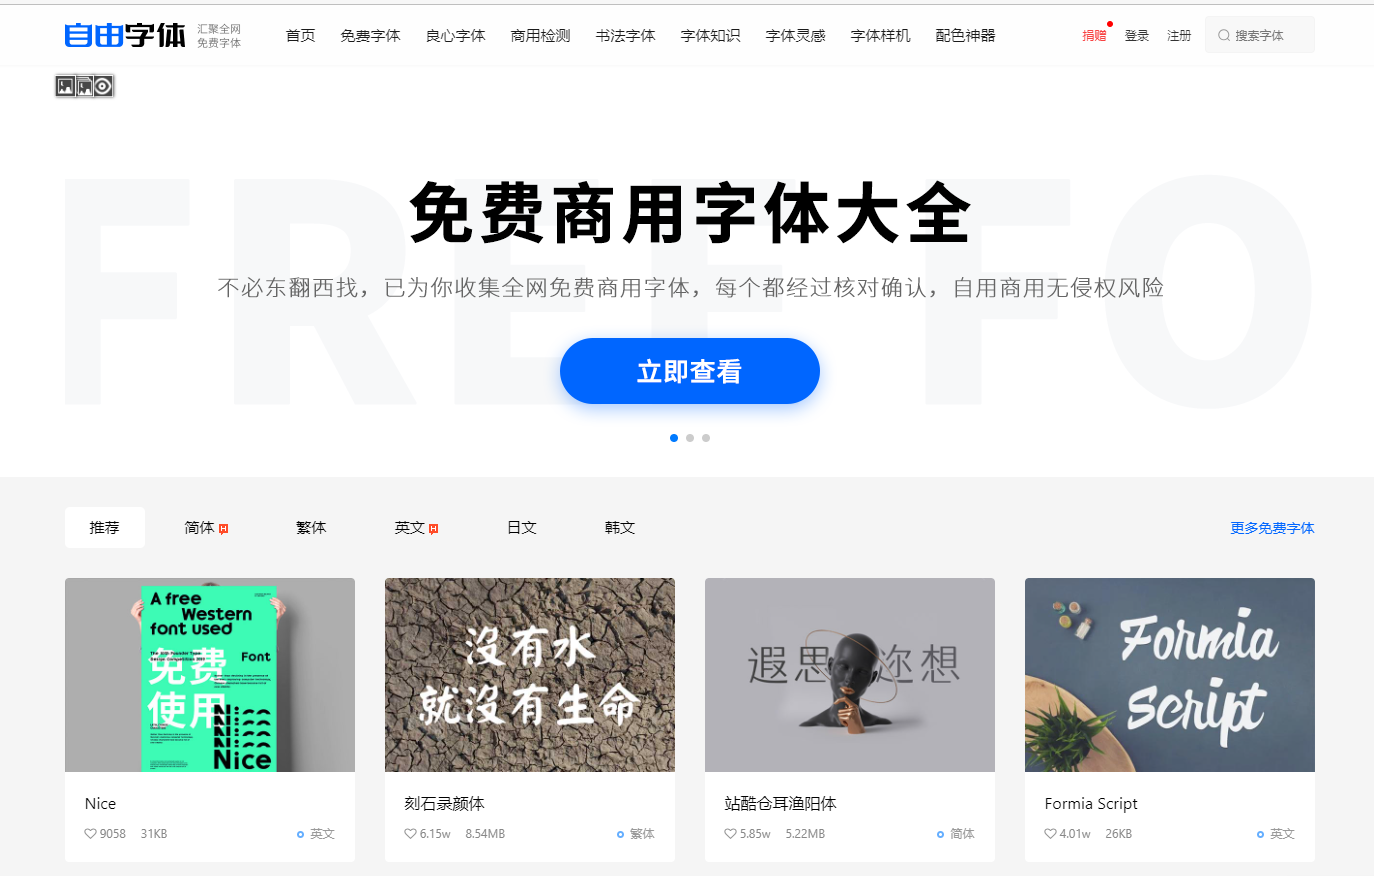 自由字体
汇聚全网
免费字体
首页 免费字体 良心字体 商用检测 书法字体 字体知识 字体灵感 字体样机 配色神器
捐赠 登录 注册 搜索字体
FREE FO
免费商用字体大全
不必东翻西找，已为你收集全网免费商用字体，每个都经过核对确认，自用商用无侵权风险
立即查看
推荐 简体 繁体 英文 日文 韩文 更多免费字体
A free
Western
font used
Font
免费
使用
Nice
沒有水
就沒有生命
遐思迩想
Formia
Script
Nice
9058 31KB 英文
刻石录颜体
6.15w 8.54MB 繁体
站酷仓耳渔阳体
5.85w 5.22MB 简体
Formia Script
4.01w 26KB 英文